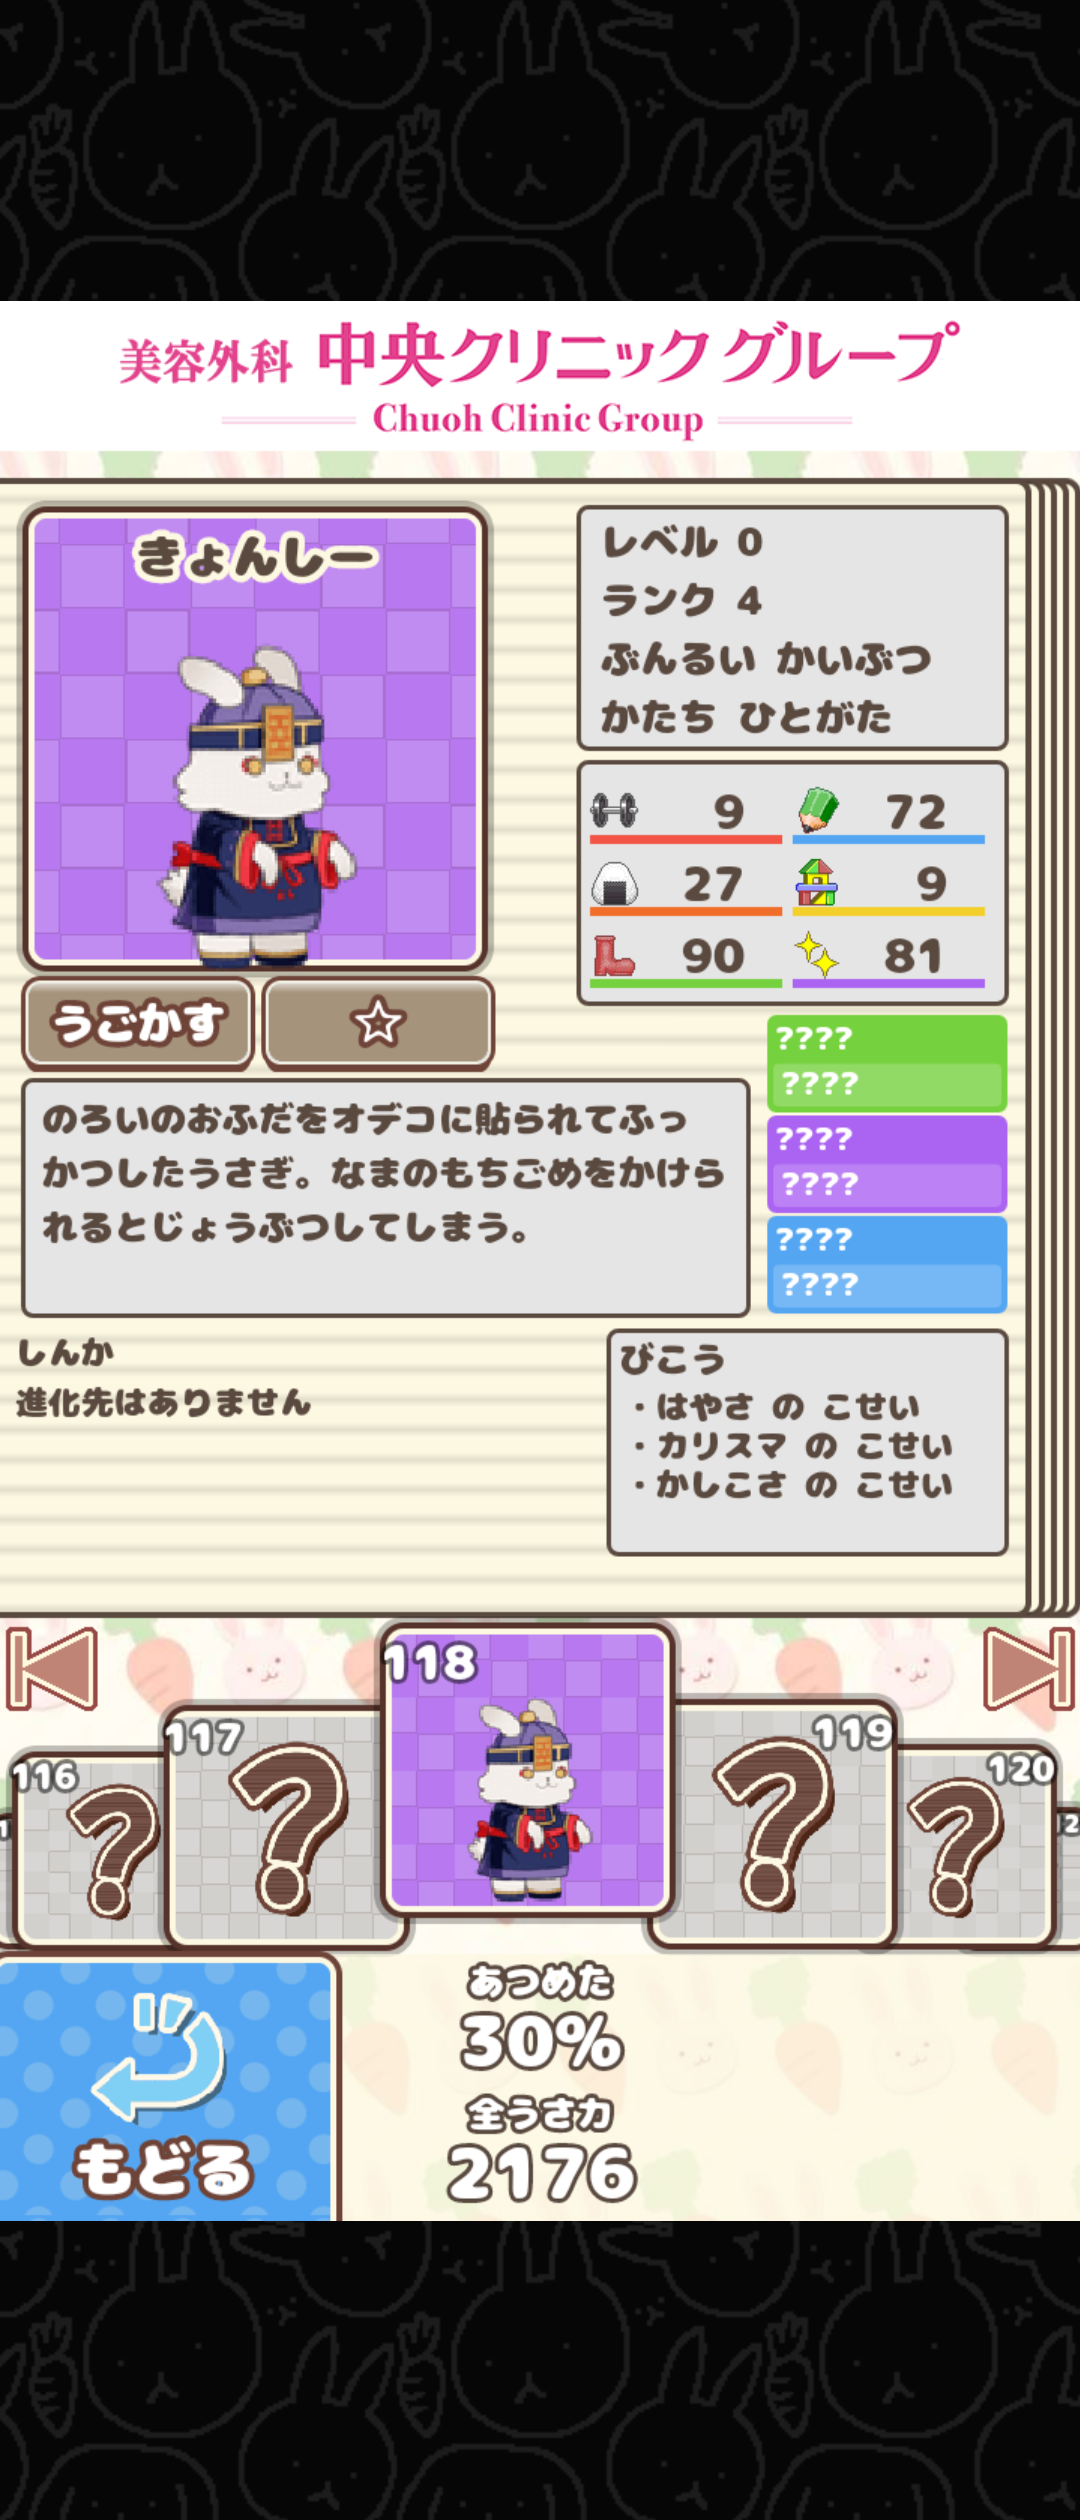 美容外科 中央クリニックグループ
Chuoh Clinic Group
きょんしー
レベル 0
ランク 4
ぶんるい かいぶつ
かたち ひとがた
9 72
27 9
90 81
うごかす ☆
????
????
????
????
????
????
のろいのおふだをオデコに貼られてふっ
かつしたうさぎ。なまのもちごめをかけら
れるとじょうぶつしてしまう。
しんか
進化先はありません
びこう
・はやさ の こせい
・カリスマ の こせい
・かしこさ の こせい
116 ?
117 ?
118
119 ?
120 ?
もどる
あつめた
30%
全うさ力
2176